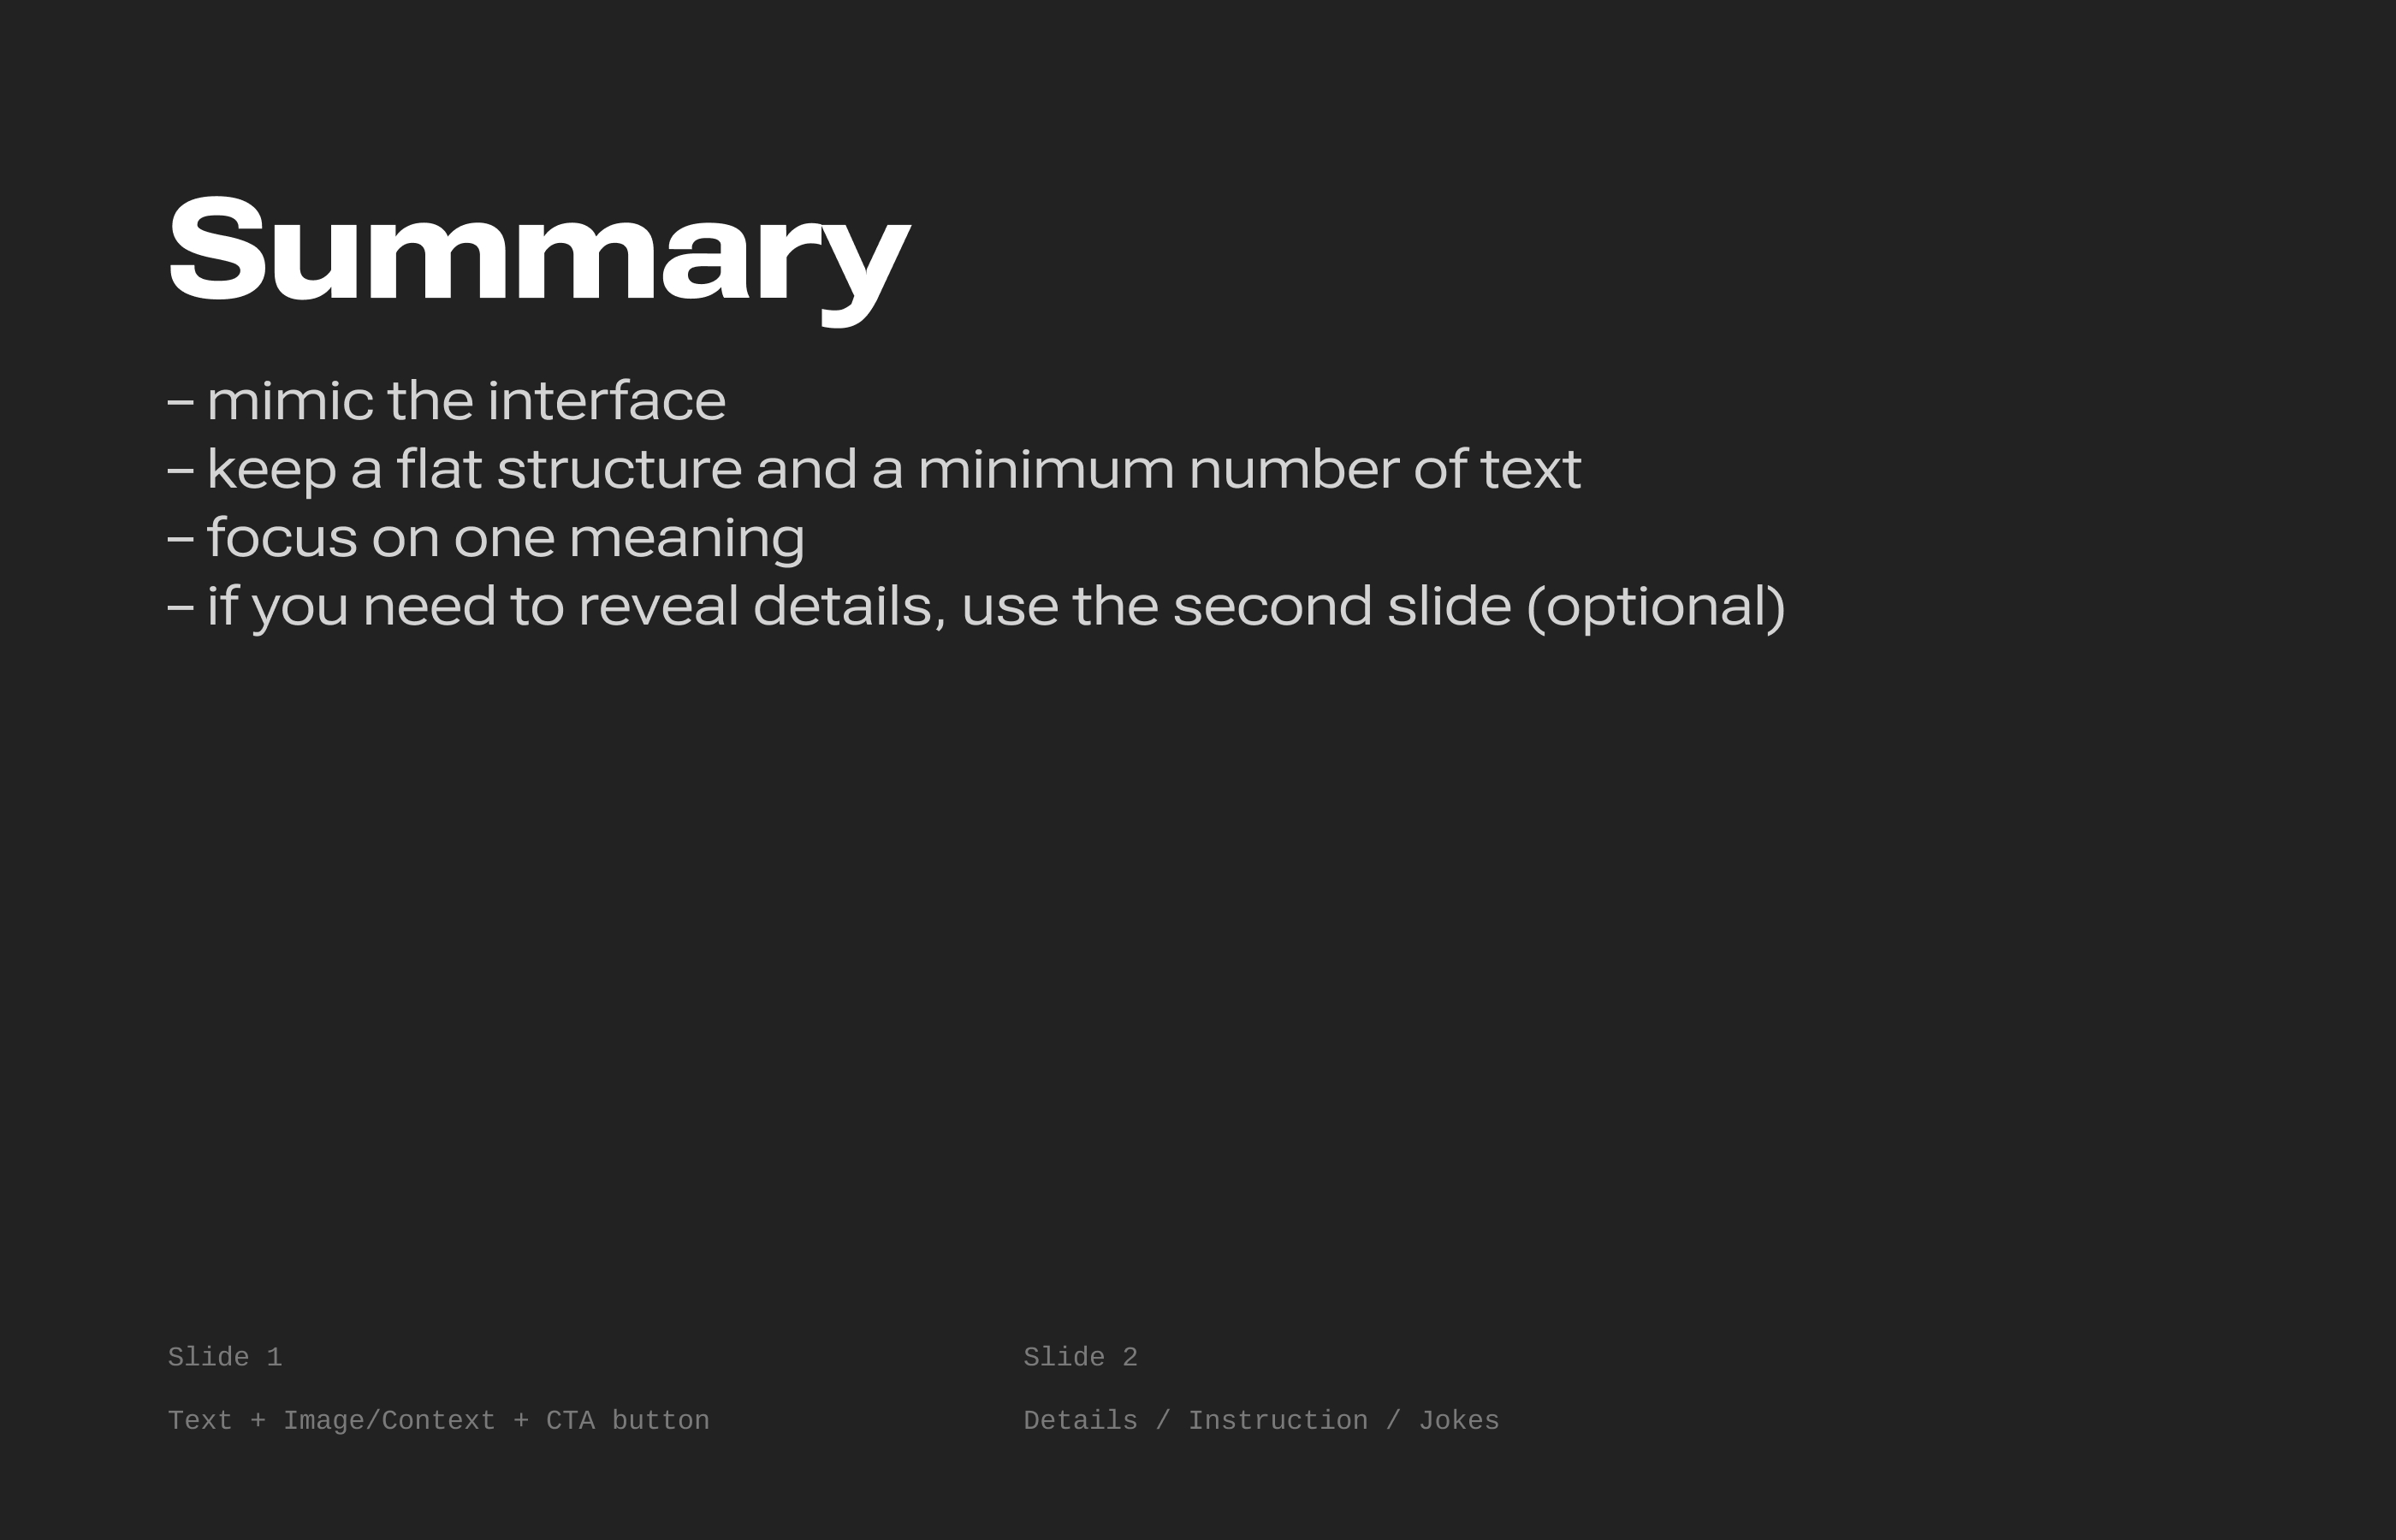 Summary
— mimic the interface
— keep a flat structure and a minimum number of text
— focus on one meaning
— if you need to reveal details, use the second slide (optional)
Slide 1
Text + Image/Context + CTA button
Slide 2
Details / Instruction / Jokes